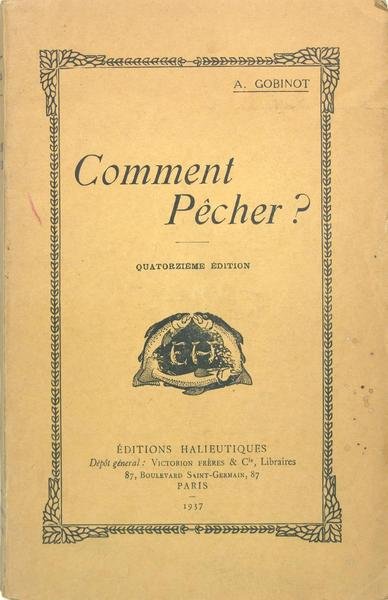 A. GOBINOT
Comment
Pêcher ?
QUATORZIÈME ÉDITION
EH
ÉDITIONS HALIEUTIQUES
Dépôt général : VICTORION FRÈRES & Cie, Libraires
87, BOULEVARD SAINT-GERMAIN, 87
PARIS
1937